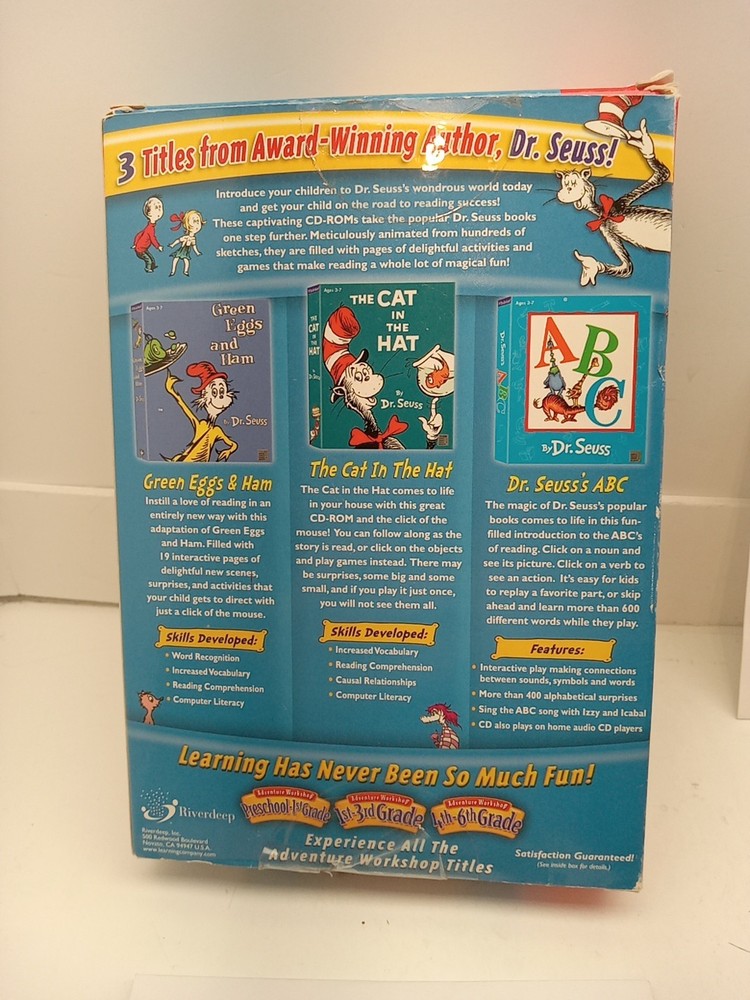 3 Titles from Award-Winning Author, Dr. Seuss!
Introduce your children to Dr. Seuss's wondrous world today
and get your child on the road to reading success!
These captivating CD-ROMs take the popular Dr. Seuss books
one step further. Meticulously animated from hundreds of
sketches, they are filled with pages of delightful activities and
games that make reading a whole lot of magical fun!
Ages 3-7
Green
Eggs
and
Ham
By Dr. Seuss
Ages 3-7
THE CAT
IN
THE
HAT
By
Dr. Seuss
THE
CAT
IN
THE
HAT
Ages 3-7
Dr. Seuss's
ABC
A
B
C
By Dr. Seuss
Green Eggs & Ham
Instill a love of reading in an
entirely new way with this
adaptation of Green Eggs
and Ham. Filled with
19 interactive pages of
delightful new scenes,
surprises, and activities that
your child gets to direct with
just a click of the mouse.
Skills Developed:
• Word Recognition
• Increased Vocabulary
• Reading Comprehension
• Computer Literacy
The Cat In The Hat
The Cat in the Hat comes to life
in your house with this great
CD-ROM and the click of the
mouse! You can follow along as the
story is read, or click on the objects
and play games instead. There may
be surprises, some big and some
small, and if you play it just once,
you will not see them all.
Skills Developed:
• Increased Vocabulary
• Reading Comprehension
• Causal Relationships
• Computer Literacy
Dr. Seuss's ABC
The magic of Dr. Seuss's popular
books comes to life in this fun-
filled introduction to the ABC's
of reading. Click on a noun and
see its picture. Click on a verb to
see an action. It's easy for kids
to replay a favorite part, or skip
ahead and learn more than 600
different words while they play.
Features:
• Interactive play making connections
between sounds, symbols and words
• More than 400 alphabetical surprises
• Sing the ABC song with Izzy and Icabal
• CD also plays on home audio CD players
Learning Has Never Been So Much Fun!
Riverdeep
Riverdeep, Inc.
500 Redwood Boulevard
Novato, CA 94947 U.S.A.
www.learningcompany.com
Adventure Workshop
Preschool-1st Grade
Adventure Workshop
1st-3rd Grade
Adventure Workshop
4th-6th Grade
Experience All The
Adventure Workshop Titles
Satisfaction Guaranteed!
(See inside box for details.)